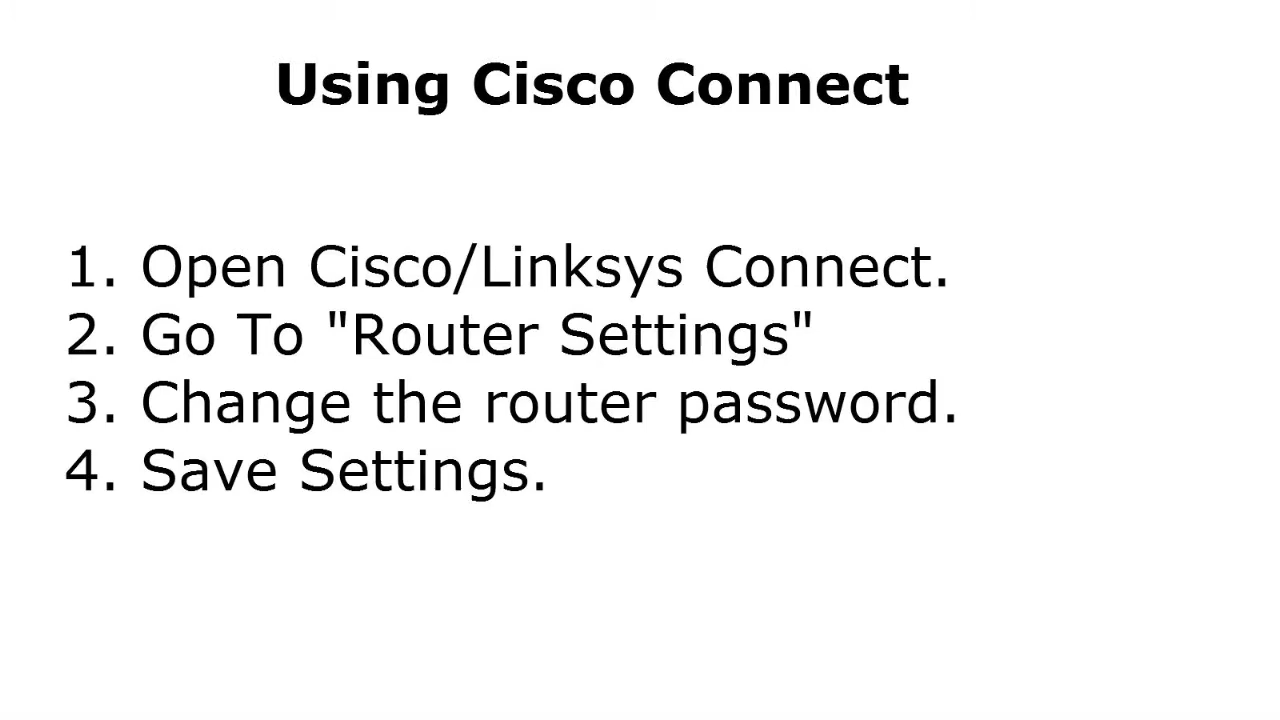 Using Cisco Connect
1. Open Cisco/Linksys Connect.
2. Go To "Router Settings"
3. Change the router password.
4. Save Settings.